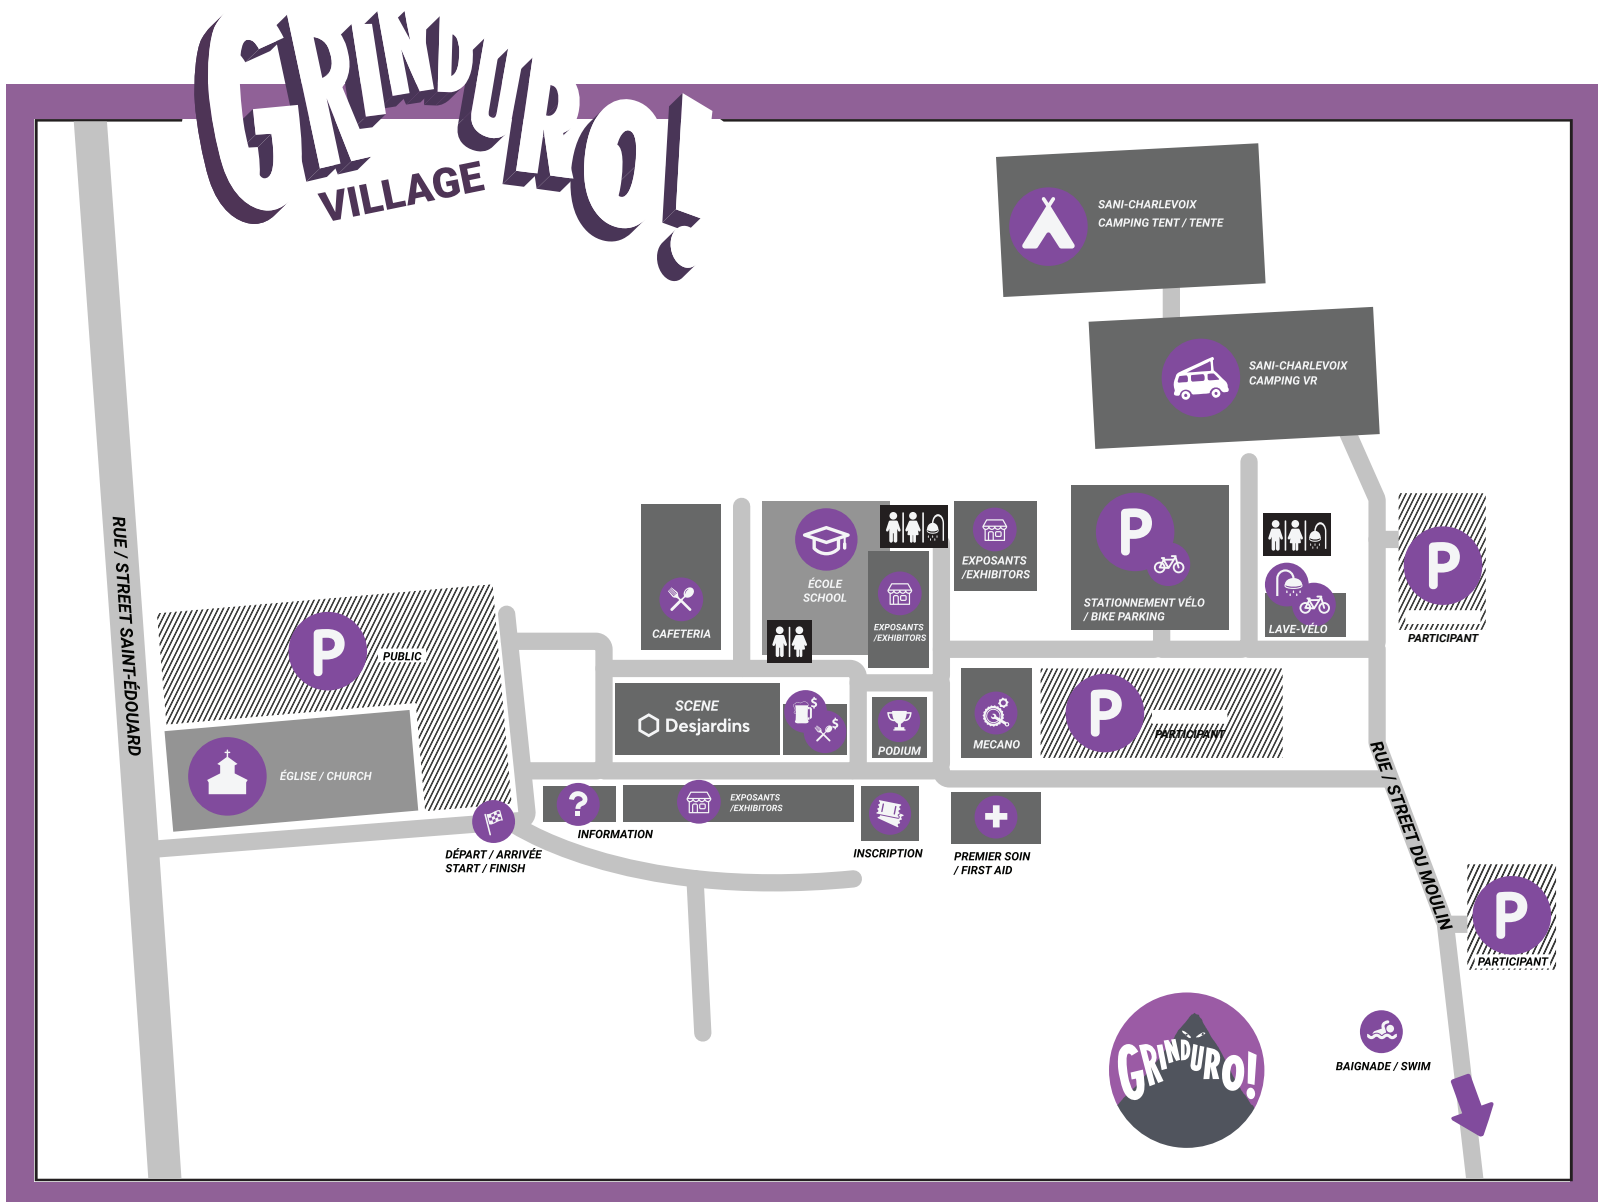 GRINDURO!
VILLAGE
SANI-CHARLEVOIX
CAMPING TENT / TENTE
SANI-CHARLEVOIX
CAMPING VR
RUE / STREET SAINT-ÉDOUARD
P
PUBLIC
ÉGLISE / CHURCH
DÉPART / ARRIVÉE
START / FINISH
CAFETERIA
ÉCOLE
SCHOOL
EXPOSANTS
/EXHIBITORS
EXPOSANTS
/EXHIBITORS
P
STATIONNEMENT VÉLO
/ BIKE PARKING
LAVE-VÉLO
P
PARTICIPANT
SCENE
Desjardins
$
$
PODIUM
MECANO
P
PARTICIPANT
?
INFORMATION
EXPOSANTS
/EXHIBITORS
INSCRIPTION
PREMIER SOIN
/ FIRST AID
RUE / STREET DU MOULIN
P
PARTICIPANT
GRINDURO!
BAIGNADE / SWIM